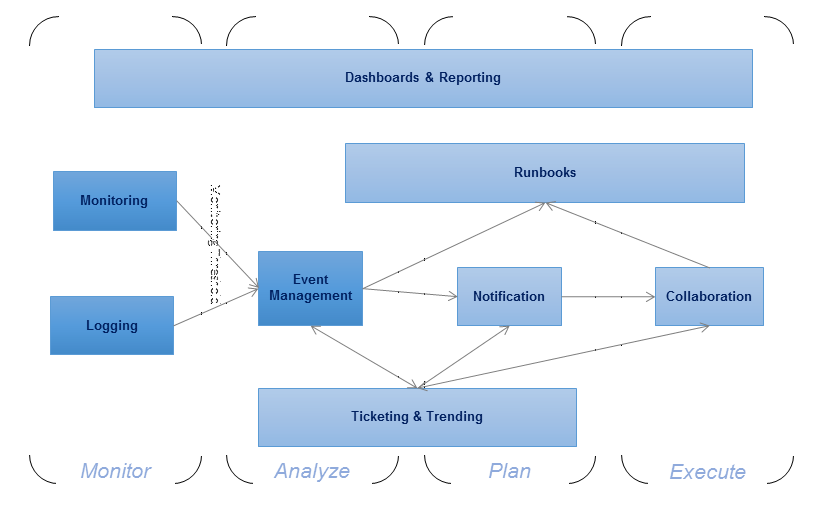 Dashboards & Reporting
Runbooks
Monitoring
Event
Management
Notification
Collaboration
Logging
Ticketing & Trending
Monitor
Analyze
Plan
Execute